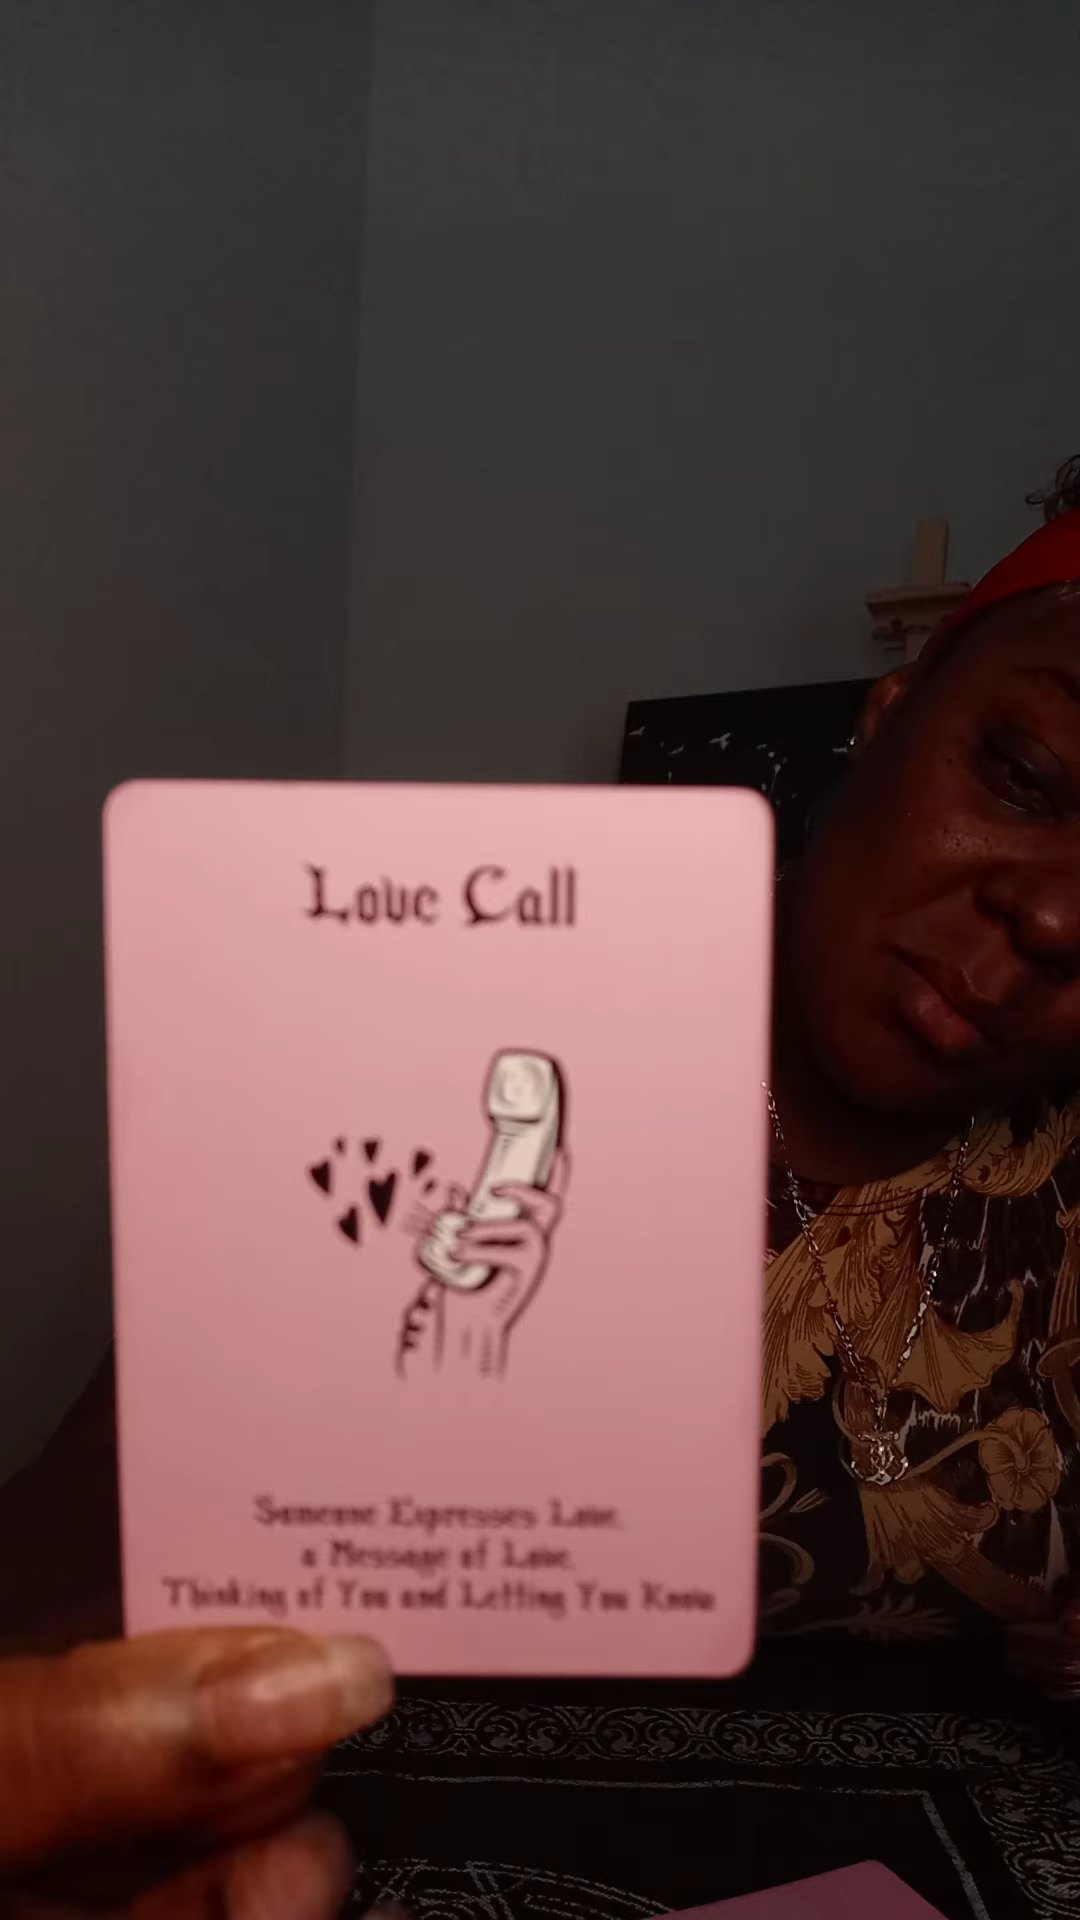 Love Call
Someone Expresses Love,
a Message of Love,
Thinking of You and Letting You Know